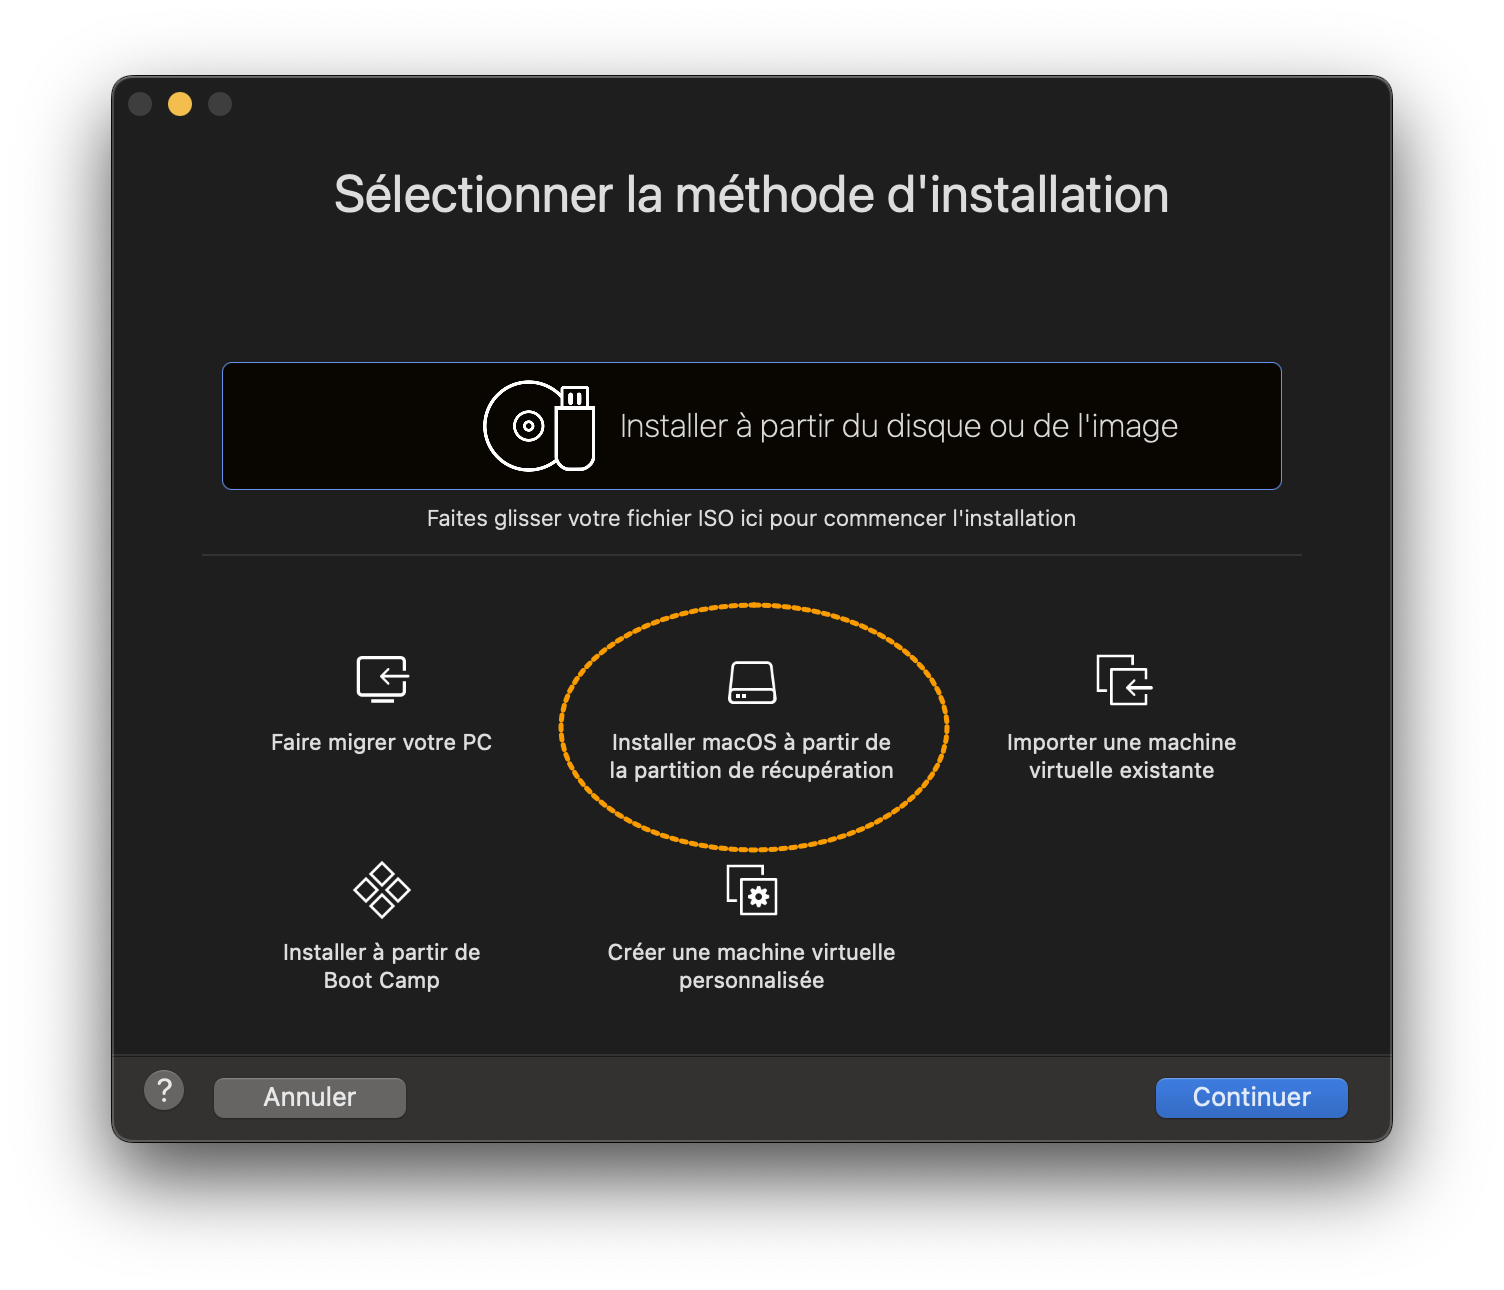 Sélectionner la méthode d'installation
Installer à partir du disque ou de l'image
Faites glisser votre fichier ISO ici pour commencer l'installation
Faire migrer votre PC
Installer macOS à partir de
la partition de récupération
Importer une machine
virtuelle existante
Installer à partir de
Boot Camp
Créer une machine virtuelle
personnalisée
?
Annuler
Continuer